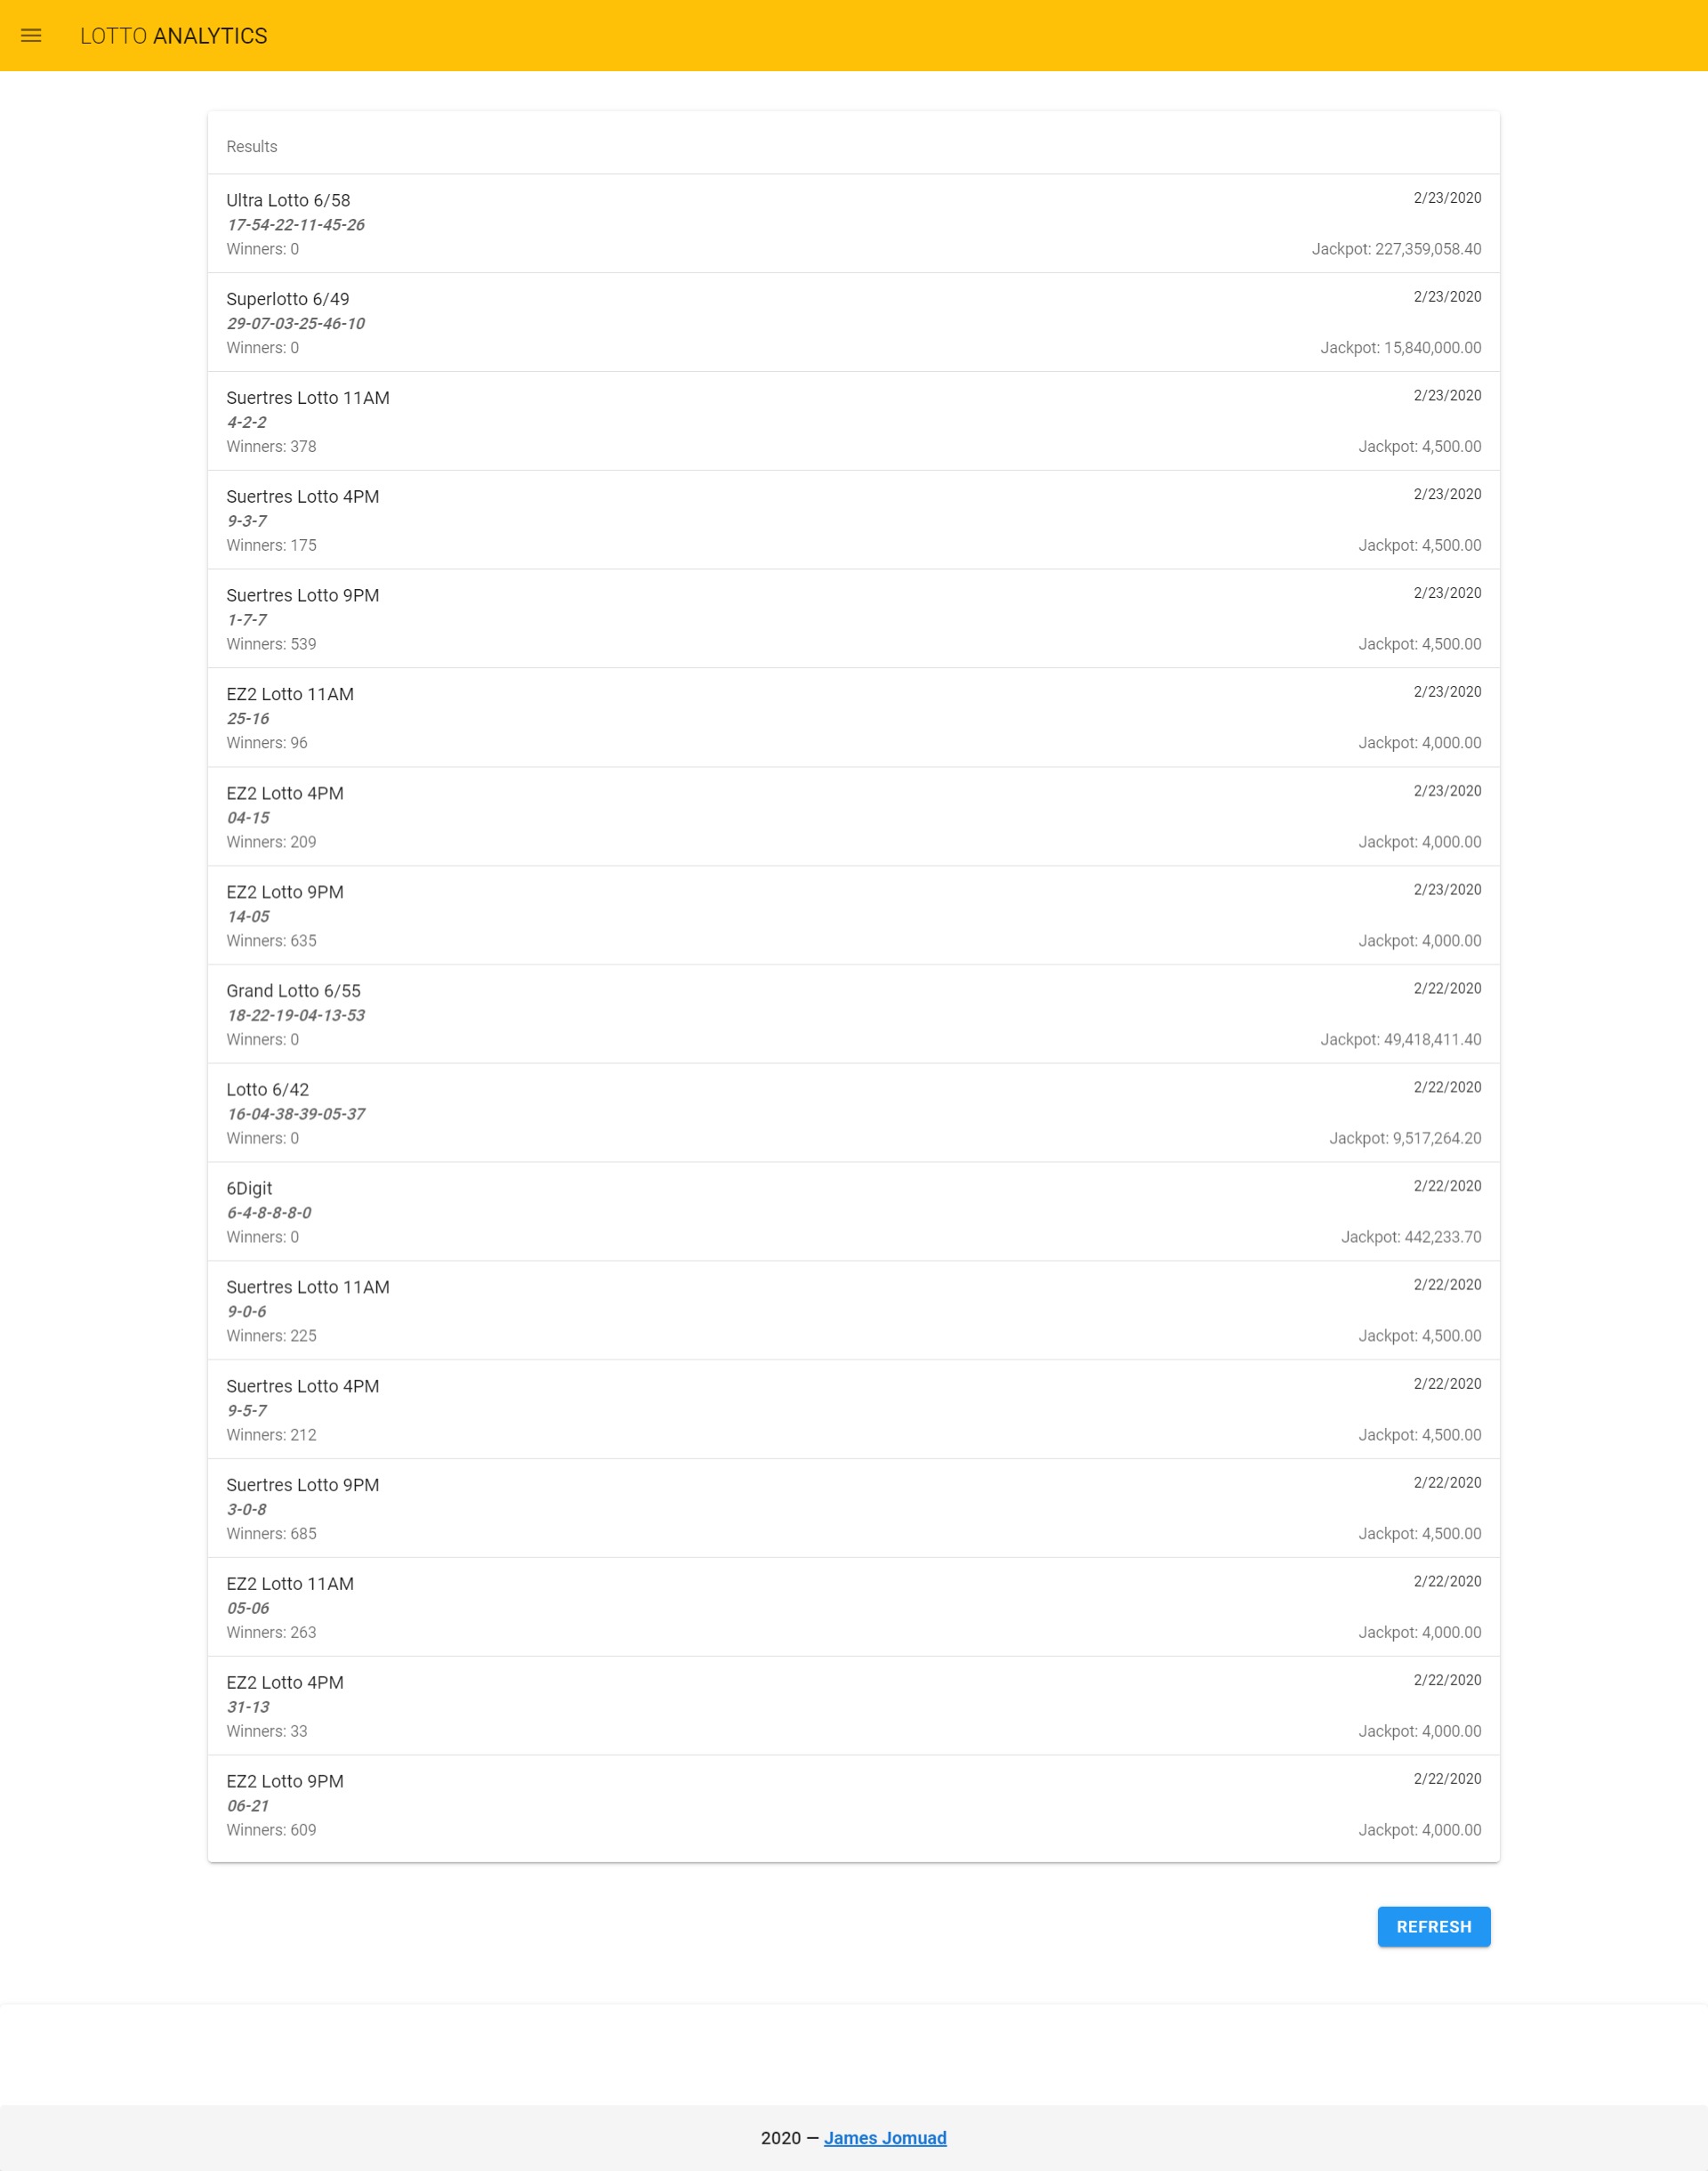 LOTTO ANALYTICS
Results
Ultra Lotto 6/58 2/23/2020
17-54-22-11-45-26
Winners: 0 Jackpot: 227,359,058.40
Superlotto 6/49 2/23/2020
29-07-03-25-46-10
Winners: 0 Jackpot: 15,840,000.00
Suertres Lotto 11AM 2/23/2020
4-2-2
Winners: 378 Jackpot: 4,500.00
Suertres Lotto 4PM 2/23/2020
9-3-7
Winners: 175 Jackpot: 4,500.00
Suertres Lotto 9PM 2/23/2020
1-7-7
Winners: 539 Jackpot: 4,500.00
EZ2 Lotto 11AM 2/23/2020
25-16
Winners: 96 Jackpot: 4,000.00
EZ2 Lotto 4PM 2/23/2020
04-15
Winners: 209 Jackpot: 4,000.00
EZ2 Lotto 9PM 2/23/2020
14-05
Winners: 635 Jackpot: 4,000.00
Grand Lotto 6/55 2/22/2020
18-22-19-04-13-53
Winners: 0 Jackpot: 49,418,411.40
Lotto 6/42 2/22/2020
16-04-38-39-05-37
Winners: 0 Jackpot: 9,517,264.20
6Digit 2/22/2020
6-4-8-8-8-0
Winners: 0 Jackpot: 442,233.70
Suertres Lotto 11AM 2/22/2020
9-0-6
Winners: 225 Jackpot: 4,500.00
Suertres Lotto 4PM 2/22/2020
9-5-7
Winners: 212 Jackpot: 4,500.00
Suertres Lotto 9PM 2/22/2020
3-0-8
Winners: 685 Jackpot: 4,500.00
EZ2 Lotto 11AM 2/22/2020
05-06
Winners: 263 Jackpot: 4,000.00
EZ2 Lotto 4PM 2/22/2020
31-13
Winners: 33 Jackpot: 4,000.00
EZ2 Lotto 9PM 2/22/2020
06-21
Winners: 609 Jackpot: 4,000.00
REFRESH
2020 — James Jomuad